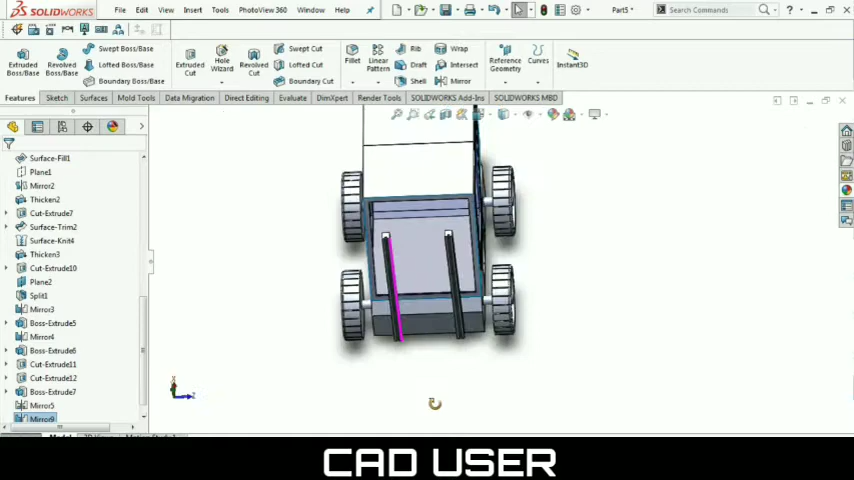 SOLIDWORKS File Edit View Insert Tools PhotoView 360 Window Help Part5 * Search Commands
Extruded Boss/Base Revolved Boss/Base Swept Boss/Base Lofted Boss/Base Boundary Boss/Base Extruded Cut Hole Wizard Revolved Cut Swept Cut Lofted Cut Boundary Cut Fillet Linear Pattern Rib Draft Shell Wrap Intersect Mirror Reference Geometry Curves Instant3D
Features Sketch Surfaces Mold Tools Data Migration Direct Editing Evaluate DimXpert Render Tools SOLIDWORKS Add-Ins SOLIDWORKS MBD
Surface-Fill1
Plane1
Mirror2
Thicken2
Cut-Extrude7
Surface-Trim2
Surface-Knit4
Thicken3
Cut-Extrude10
Plane2
Split1
Mirror3
Boss-Extrude5
Mirror4
Boss-Extrude6
Cut-Extrude11
Cut-Extrude12
Boss-Extrude7
Mirror5
Mirror9
CAD USER